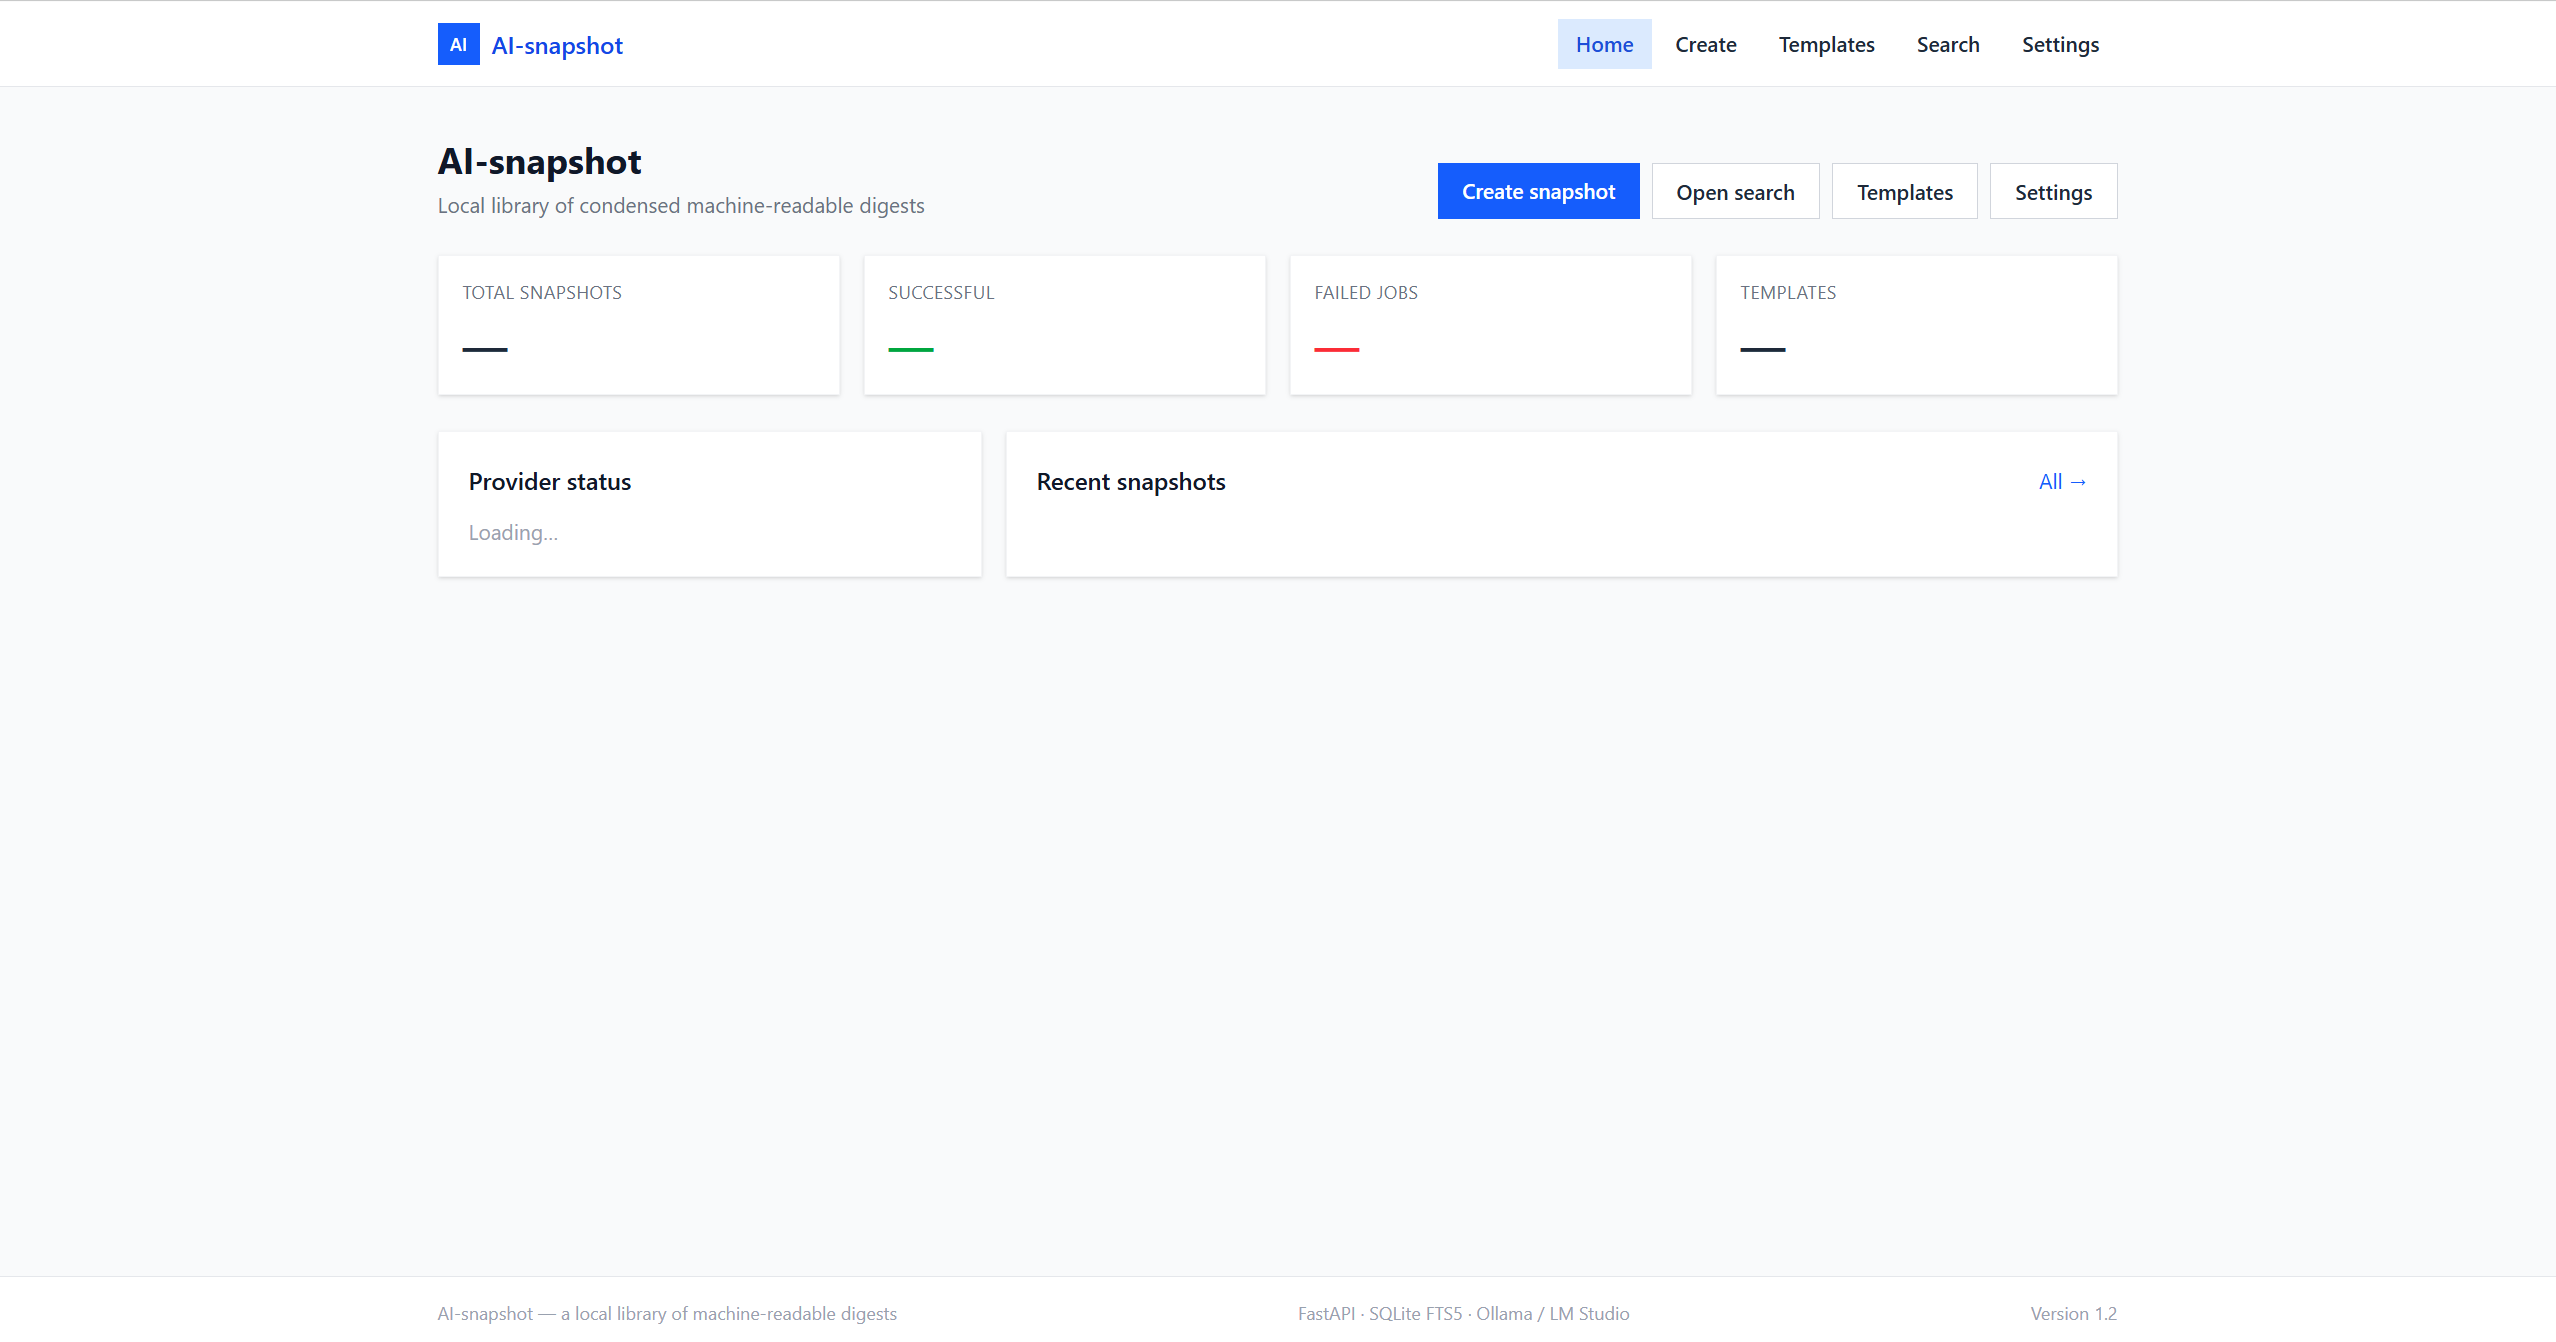 AI AI-snapshot
Home Create Templates Search Settings
AI-snapshot
Local library of condensed machine-readable digests
Create snapshot Open search Templates Settings
TOTAL SNAPSHOTS
—
SUCCESSFUL
—
FAILED JOBS
—
TEMPLATES
—
Provider status
Loading...
Recent snapshots
All →
AI-snapshot — a local library of machine-readable digests
FastAPI · SQLite FTS5 · Ollama / LM Studio
Version 1.2